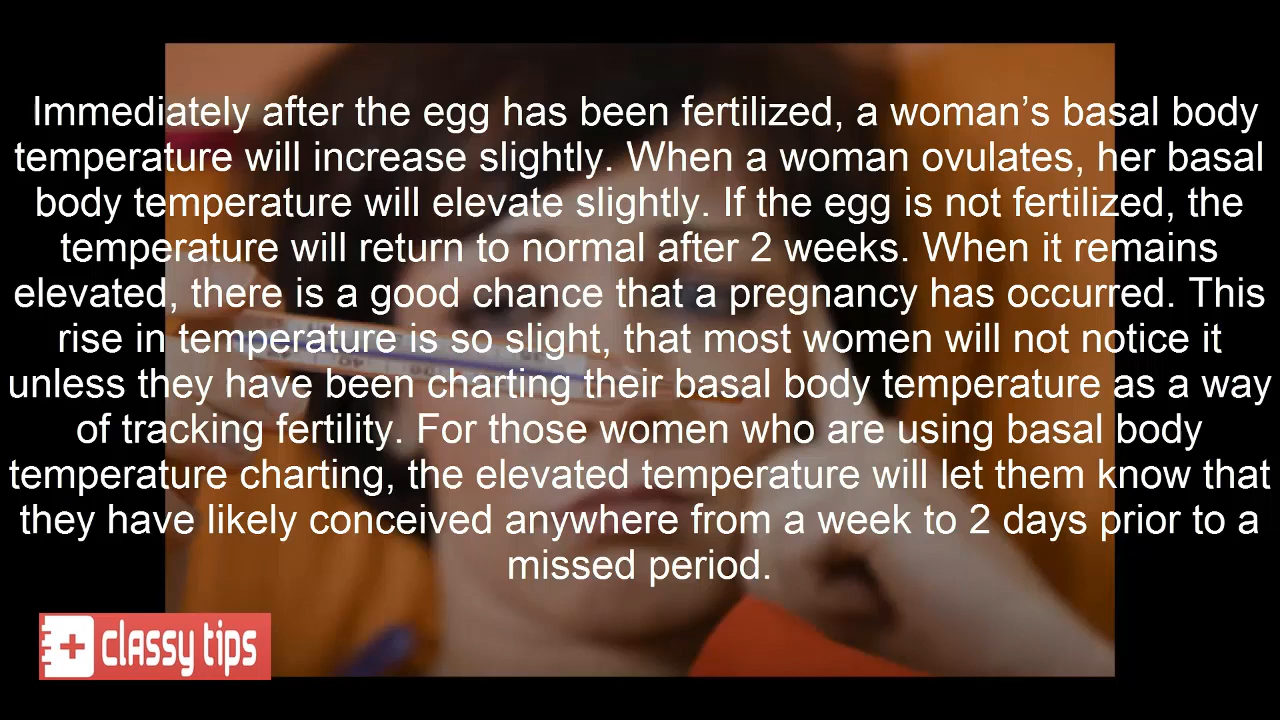 Immediately after the egg has been fertilized, a woman’s basal body
temperature will increase slightly. When a woman ovulates, her basal
body temperature will elevate slightly. If the egg is not fertilized, the
temperature will return to normal after 2 weeks. When it remains
elevated, there is a good chance that a pregnancy has occurred. This
rise in temperature is so slight, that most women will not notice it
unless they have been charting their basal body temperature as a way
of tracking fertility. For those women who are using basal body
temperature charting, the elevated temperature will let them know that
they have likely conceived anywhere from a week to 2 days prior to a
missed period.
classy tips